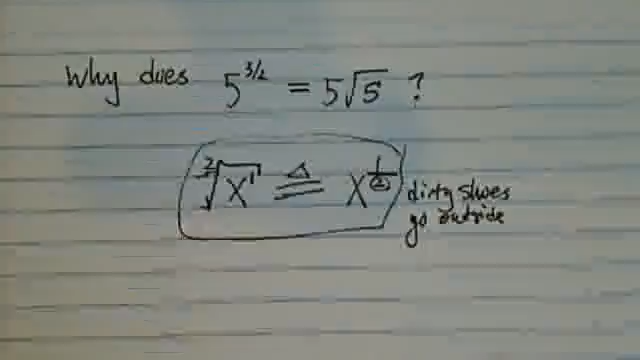 Why does 5^3/2 = 5√5 ?
²√x¹ ≜ x^1/2
dirty shoes
go outside